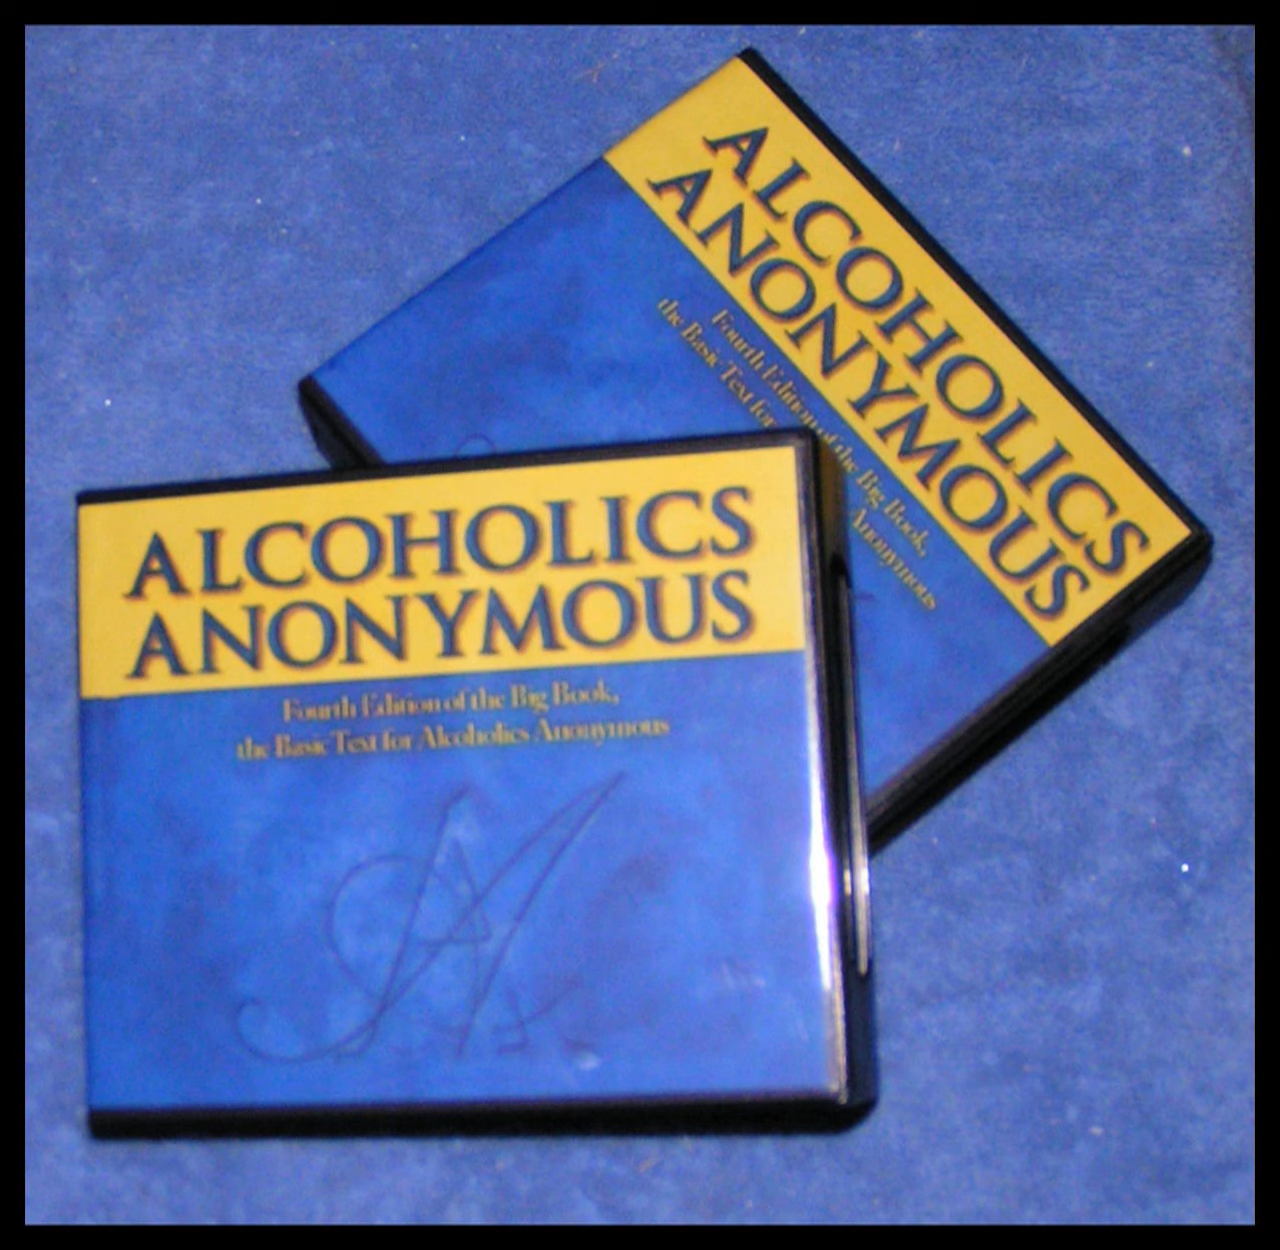 ALCOHOLICS
ANONYMOUS
Fourth Edition of the Big Book,
the Basic Text for Alcoholics Anonymous
ALCOHOLICS
ANONYMOUS
Fourth Edition of the Big Book,
the Basic Text for Anonymous